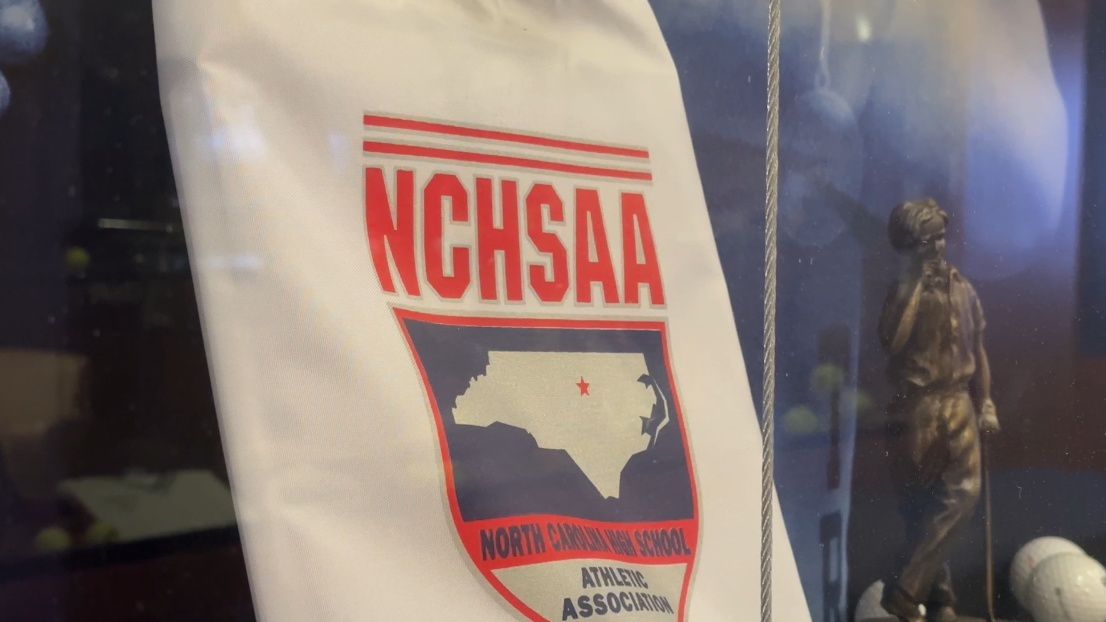 NCHSAA
NORTH CAROLINA HIGH SCHOOL
ATHLETIC
ASSOCIATION